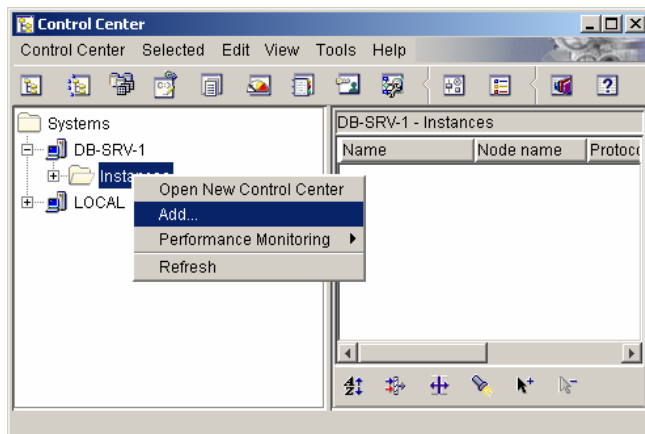 Control Center
Control Center Selected Edit View Tools Help
Systems
DB-SRV-1
LOCAL
Open New Control Center
Add...
Performance Monitoring
Refresh
DB-SRV-1 - Instances
Name Node name